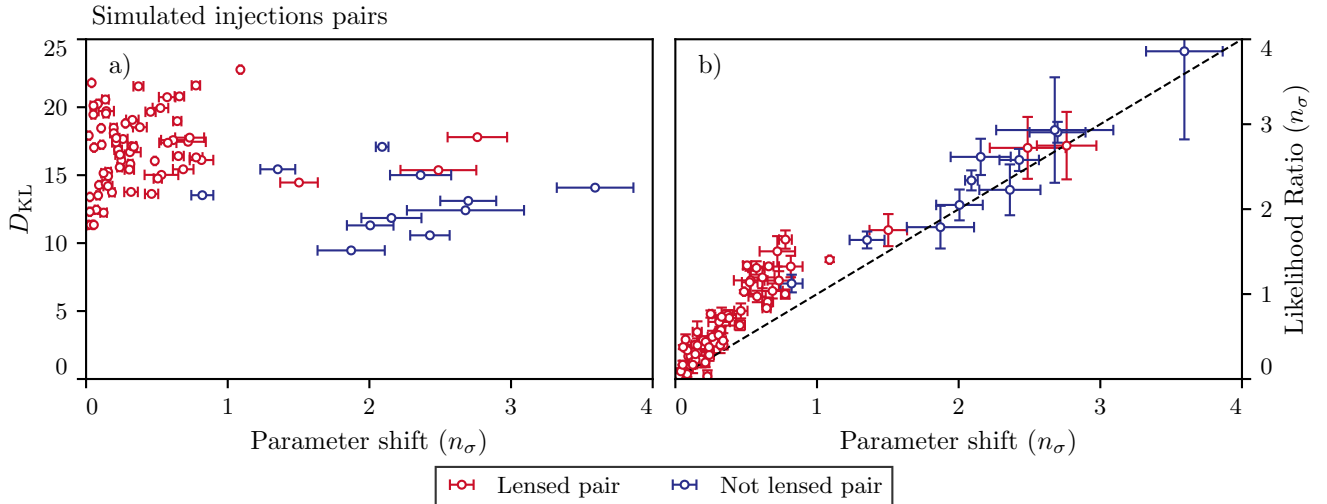 Simulated injections pairs
a)
b)
25
20
15
10
5
0
D_KL
0 1 2 3 4
Parameter shift (n_σ)
0 1 2 3 4
Parameter shift (n_σ)
4
3
2
1
0
Likelihood Ratio (n_σ)
Lensed pair
Not lensed pair